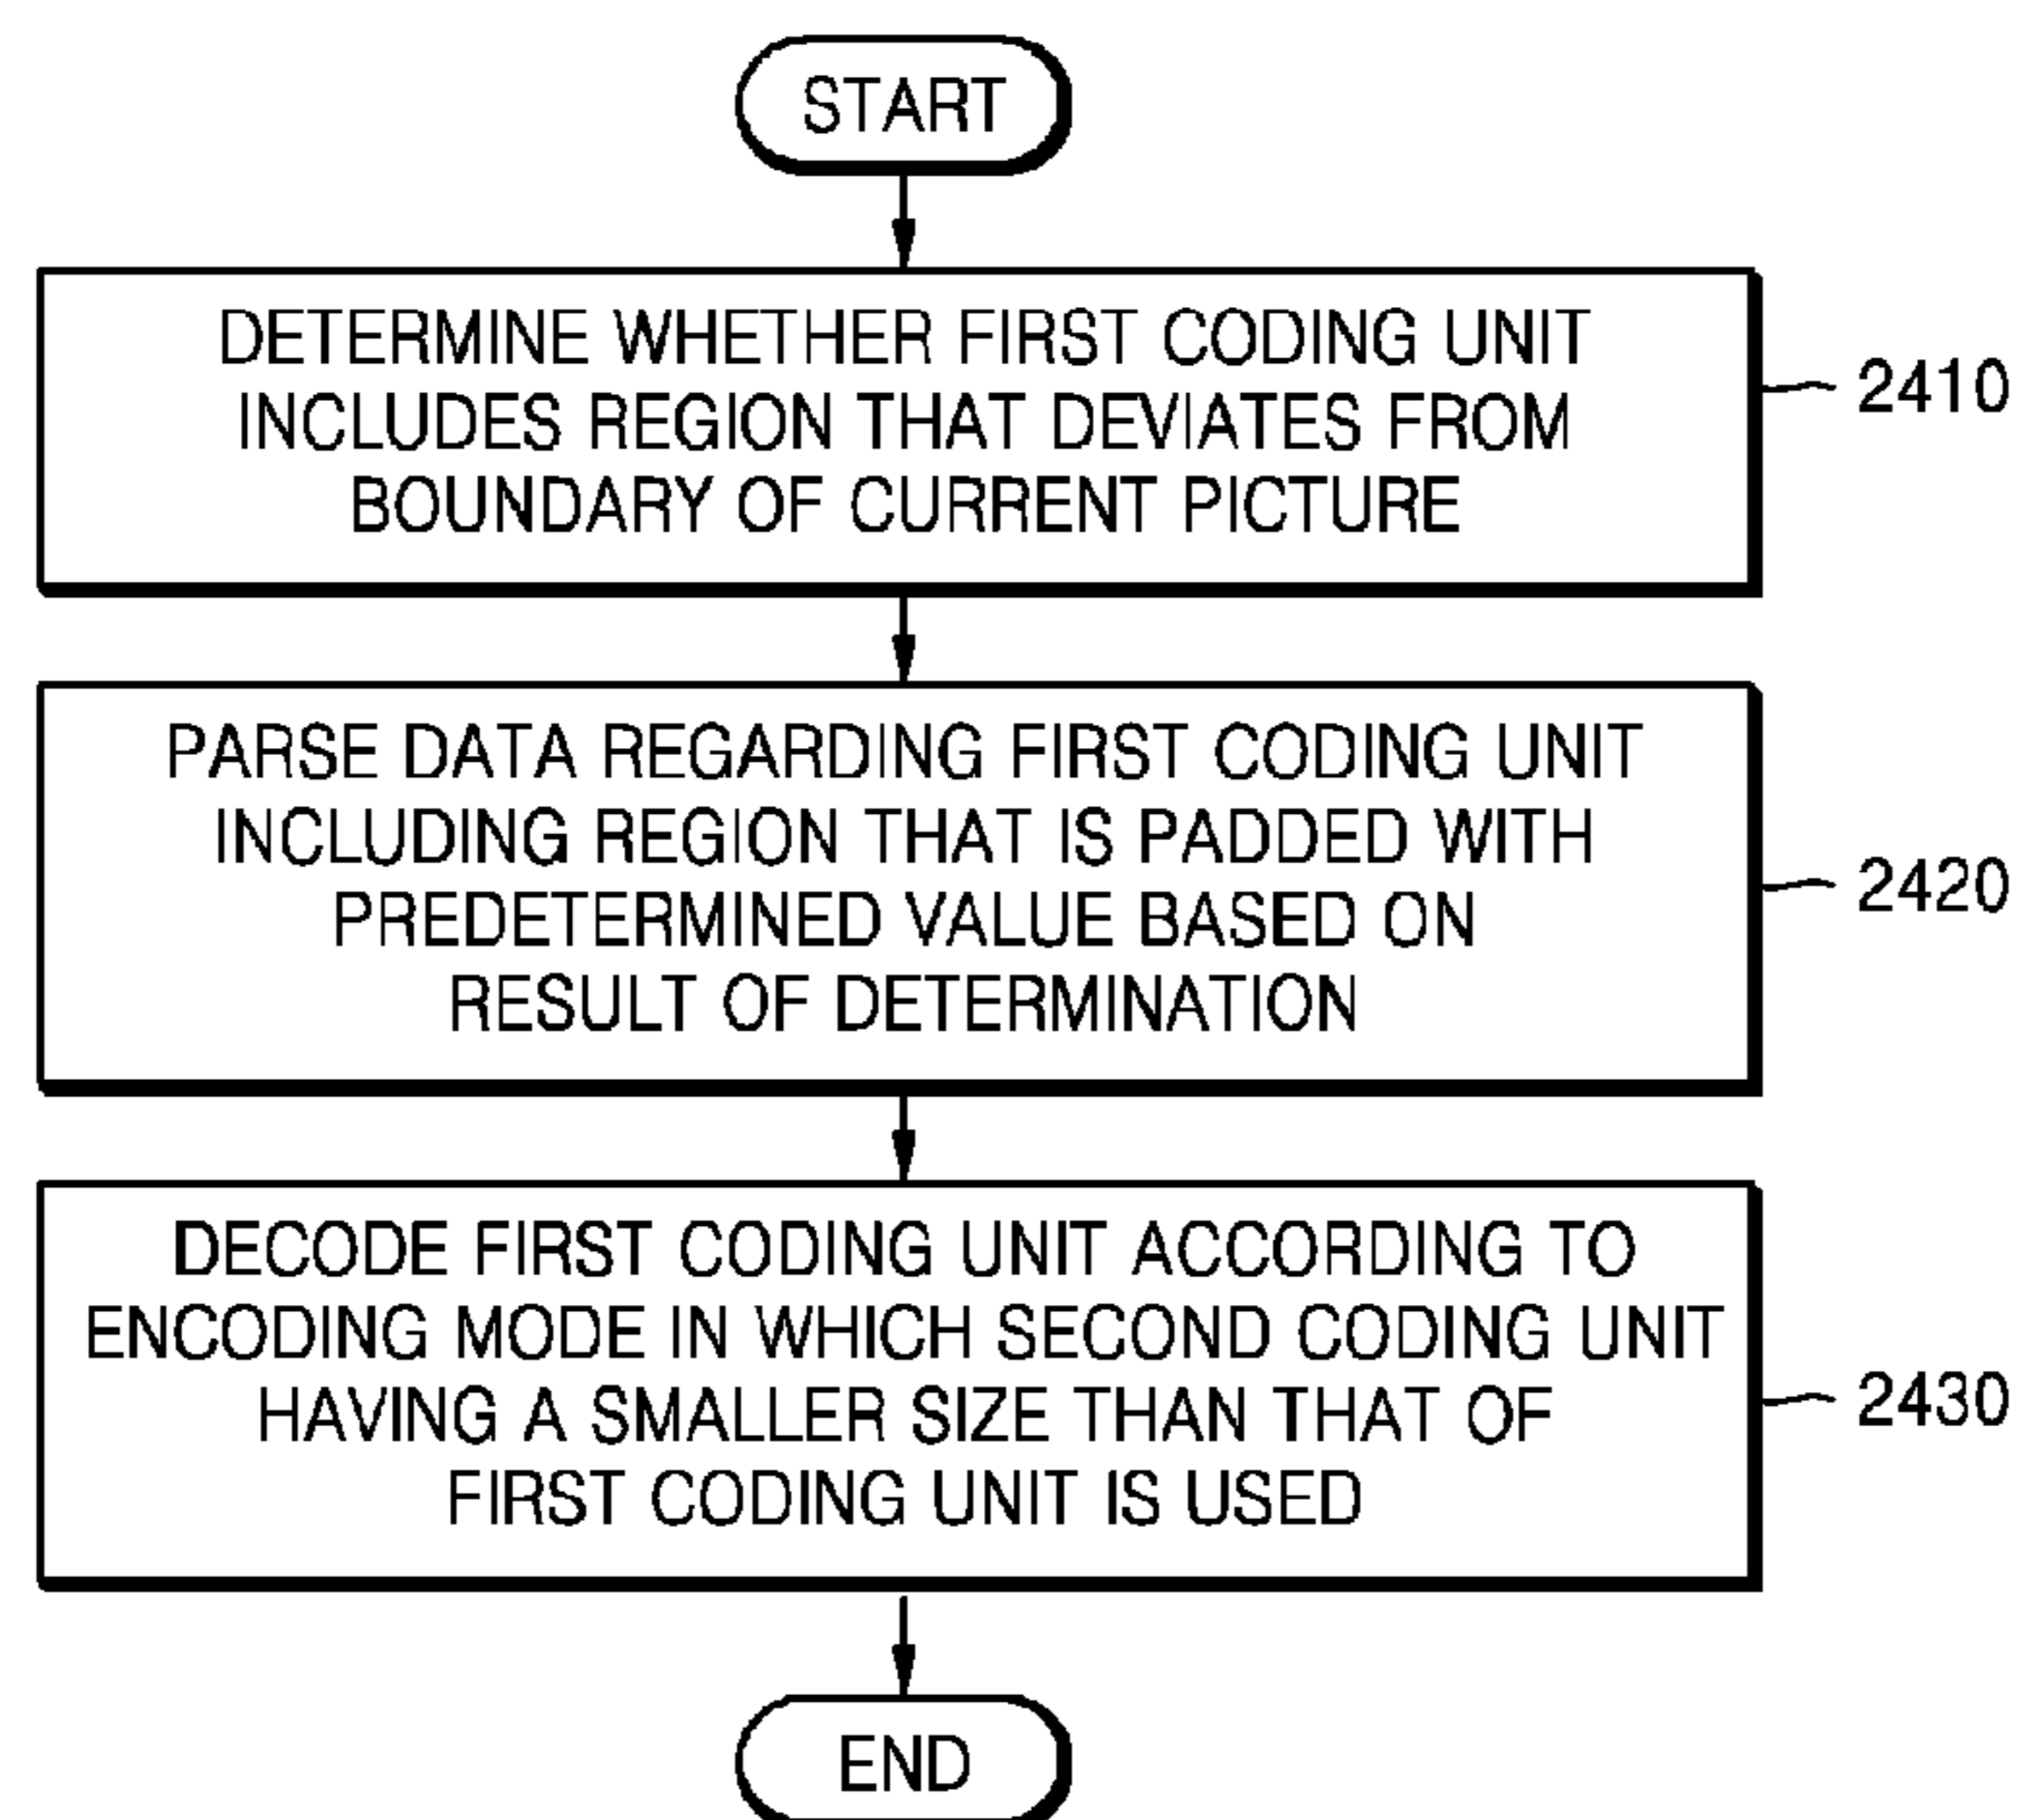 START
DETERMINE WHETHER FIRST CODING UNIT
INCLUDES REGION THAT DEVIATES FROM
BOUNDARY OF CURRENT PICTURE
2410
PARSE DATA REGARDING FIRST CODING UNIT
INCLUDING REGION THAT IS PADDED WITH
PREDETERMINED VALUE BASED ON
RESULT OF DETERMINATION
2420
DECODE FIRST CODING UNIT ACCORDING TO
ENCODING MODE IN WHICH SECOND CODING UNIT
HAVING A SMALLER SIZE THAN THAT OF
FIRST CODING UNIT IS USED
2430
END